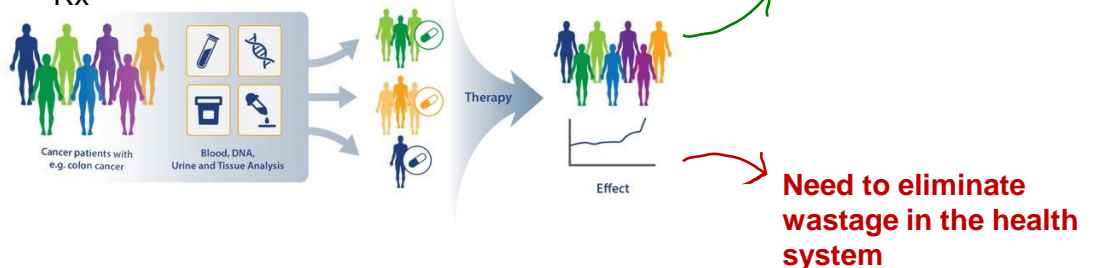 Rx
Cancer patients with
e.g. colon cancer
Blood, DNA,
Urine and Tissue Analysis
Therapy
Effect
Need to eliminate
wastage in the health
system